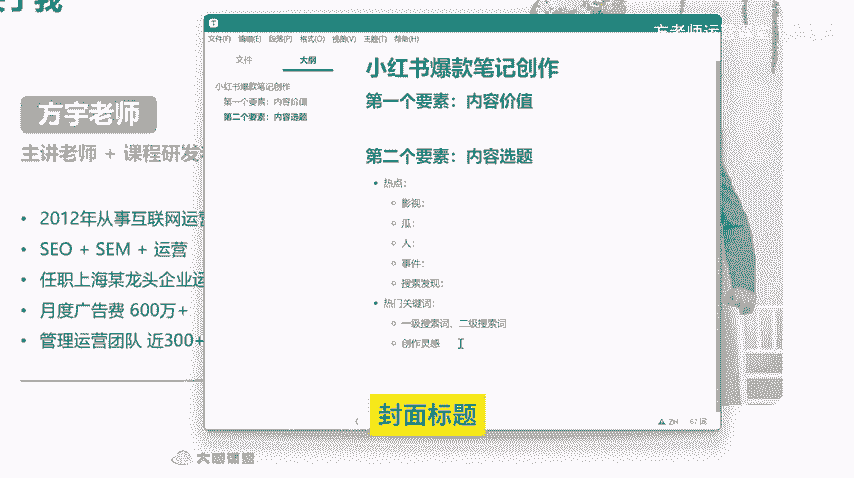 于我
方老师运营
方宇老师
主讲老师 + 课程研发
• 2012年从事互联网运营
• SEO + SEM + 运营
• 任职上海某龙头企业运
• 月度广告费 600万+
• 管理运营团队 近300+
T
文件(F) 编辑(E) 段落(P) 格式(O) 视图(V) 主题(T) 帮助(H)
文件 大纲
小红书爆款笔记创作
第一个要素：内容价值
第二个要素：内容选题
小红书爆款笔记创作
第一个要素：内容价值
第二个要素：内容选题
• 热点：
○ 影视：
○ 瓜：
○ 人：
○ 事件：
○ 搜索发现：
• 热门关键词：
○ 一级搜索词、二级搜索词
○ 创作灵感
ZH 67 词
封面标题